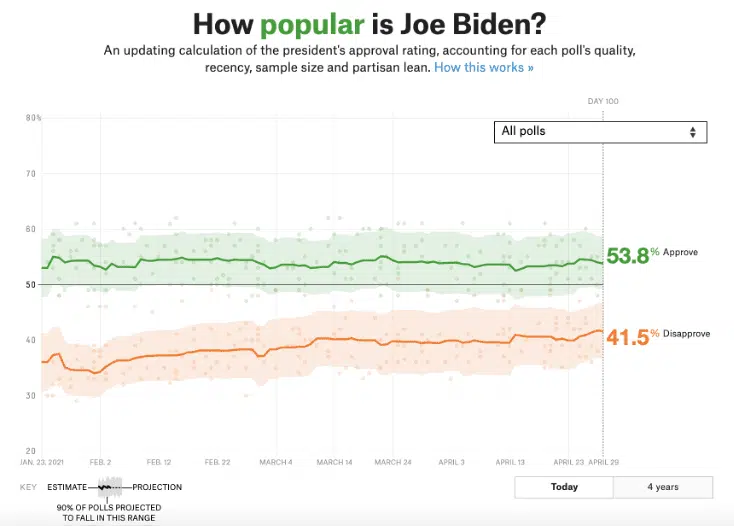 How popular is Joe Biden?
An updating calculation of the president's approval rating, accounting for each poll's quality,
recency, sample size and partisan lean. How this works »
DAY 100
All polls
80%
70
60
53.8% Approve
50
40
41.5% Disapprove
30
20
JAN. 23, 2021 FEB. 2 FEB. 12 FEB. 22 MARCH 4 MARCH 14 MARCH 24 APRIL 3 APRIL 13 APRIL 23 APRIL 29
KEY ESTIMATE PROJECTION
90% OF POLLS PROJECTED
TO FALL IN THIS RANGE
Today 4 years